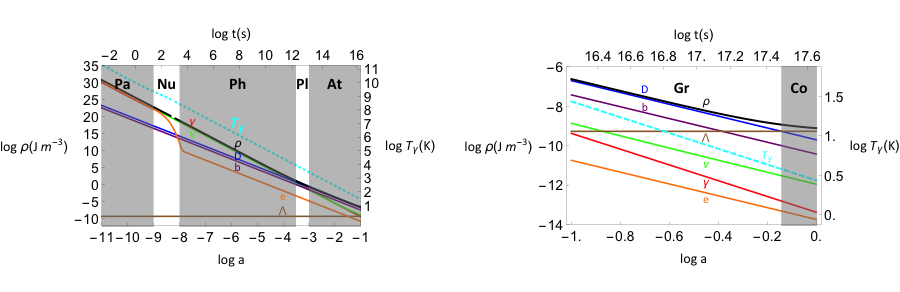 log t(s)
−2 0 2 4 6 8 10 12 14 16
35 30 25 20 15 10 5 0 −5 −10
log ρ(J m⁻³)
Pa Nu Ph Pl At
γ
ν
Tᵧ
ρ
D
b
e
Λ
11 10 9 8 7 6 5 4 3 2 1
log Tᵧ(K)
−11 −10 −9 −8 −7 −6 −5 −4 −3 −2 −1
log a
log t(s)
16.4 16.6 16.8 17. 17.2 17.4 17.6
−6 −8 −10 −12 −14
log ρ(J m⁻³)
Gr Co
D
ρ
b
Λ
ν
Tᵧ
γ
e
1.5 1. 0.5 0.
log Tᵧ(K)
−1. −0.8 −0.6 −0.4 −0.2 0.
log a